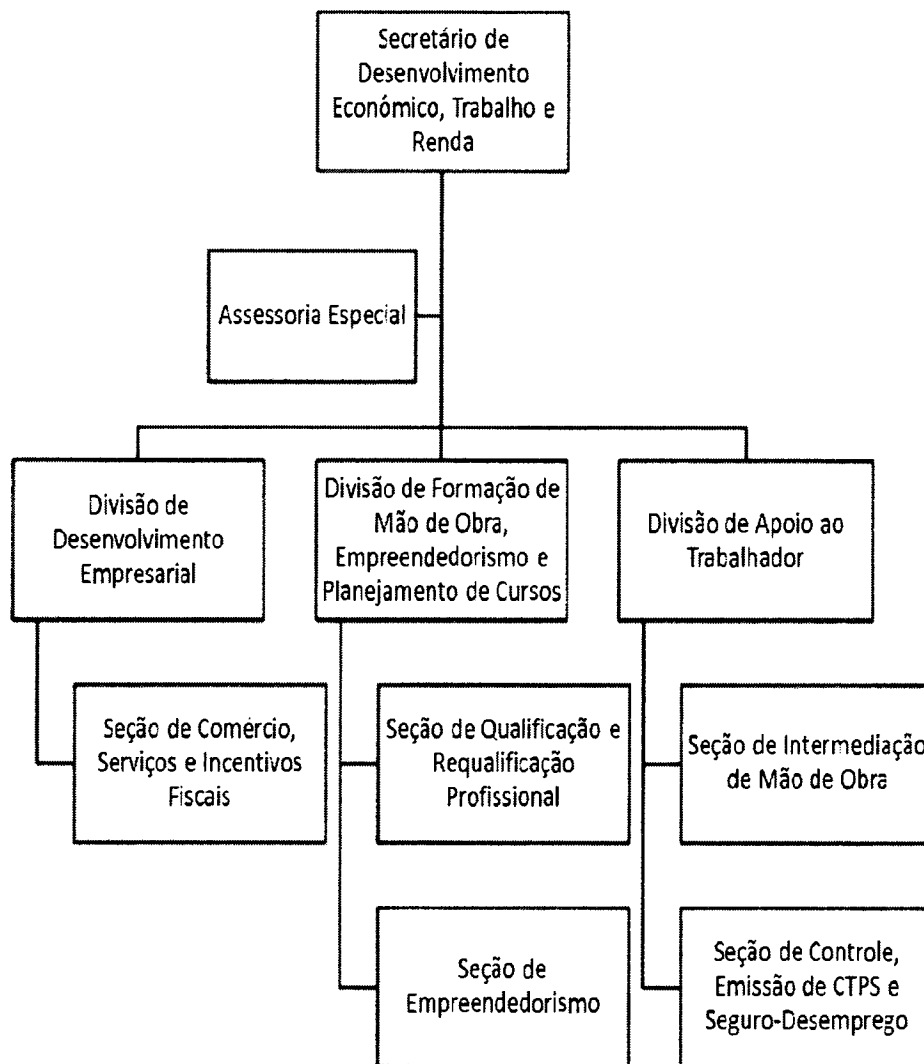 Secretário de
Desenvolvimento
Económico, Trabalho e
Renda
Assessoria Especial
Divisão de
Desenvolvimento
Empresarial
Divisão de Formação de
Mão de Obra,
Empreendedorismo e
Planejamento de Cursos
Divisão de Apoio ao
Trabalhador
Seção de Comércio,
Serviços e Incentivos
Fiscais
Seção de Qualificação e
Requalificação
Profissional
Seção de Intermediação
de Mão de Obra
Seção de
Empreendedorismo
Seção de Controle,
Emissão de CTPS e
Seguro-Desemprego